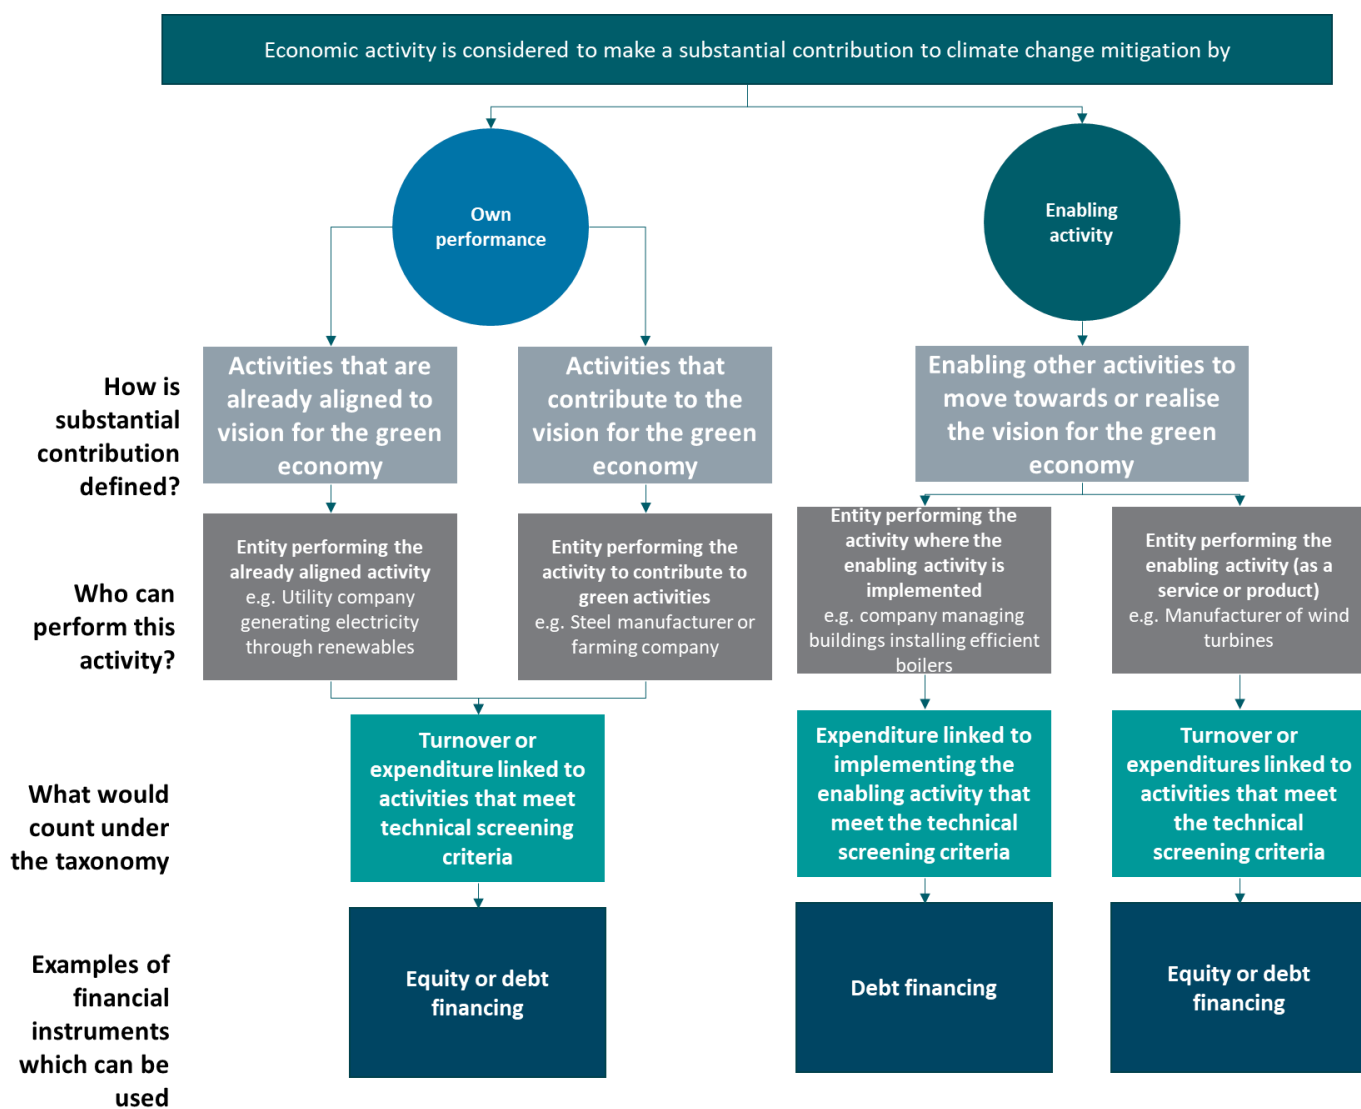 Economic activity is considered to make a substantial contribution to climate change mitigation by
Own
performance
Enabling
activity
How is
substantial
contribution
defined?
Activities that are
already aligned to
vision for the green
economy
Activities that
contribute to the
vision for the green
economy
Enabling other activities to
move towards or realise
the vision for the green
economy
Who can
perform this
activity?
Entity performing the
already aligned activity
e.g. Utility company
generating electricity
through renewables
Entity performing the
activity to contribute to
green activities
e.g. Steel manufacturer or
farming company
Entity performing the
activity where the
enabling activity is
implemented
e.g. company managing
buildings installing efficient
boilers
Entity performing the
enabling activity (as a
service or product)
e.g. Manufacturer of wind
turbines
What would
count under
the taxonomy
Turnover or
expenditure linked to
activities that meet
technical screening
criteria
Expenditure linked to
implementing the
enabling activity that
meet the technical
screening criteria
Turnover or
expenditures linked to
activities that meet
the technical
screening criteria
Examples of
financial
instruments
which can be
used
Equity or debt
financing
Debt financing
Equity or debt
financing